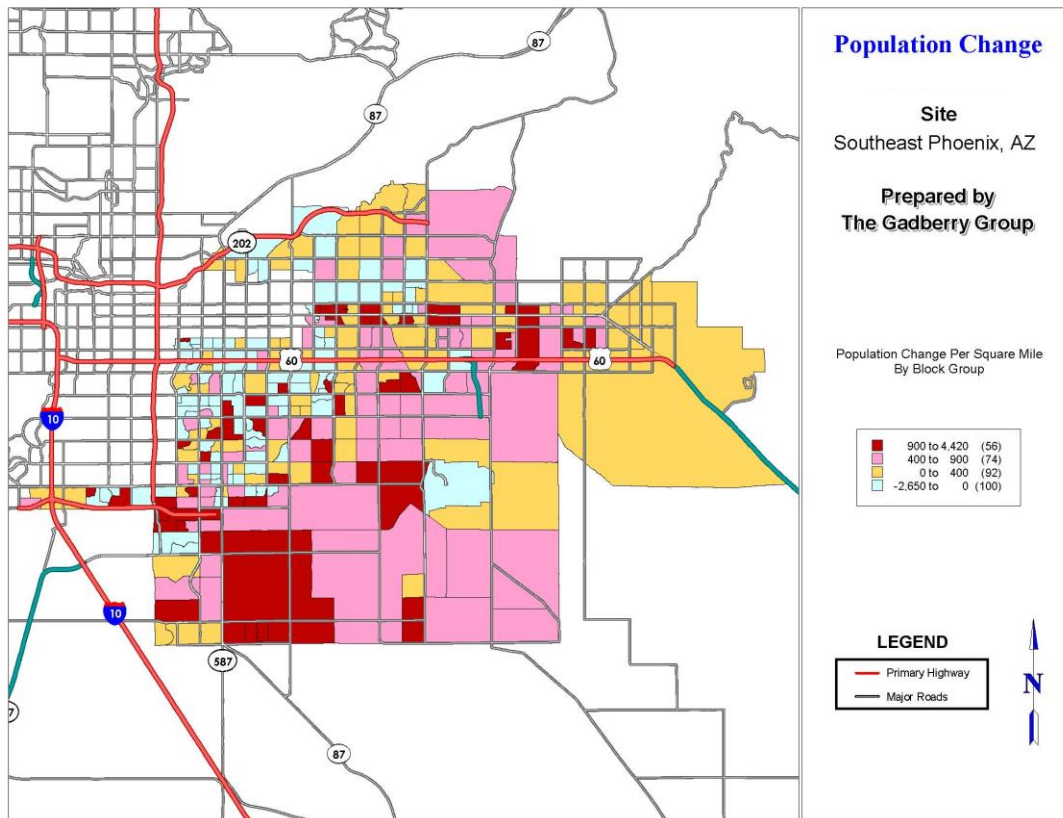 87
87
202
60
60
10
10
587
87
Population Change
Site
Southeast Phoenix, AZ
Prepared by
The Gadberry Group
Population Change Per Square Mile
By Block Group
900 to 4,420 (56)
400 to 900 (74)
0 to 400 (92)
-2,650 to 0 (100)
LEGEND
Primary Highway
Major Roads
N